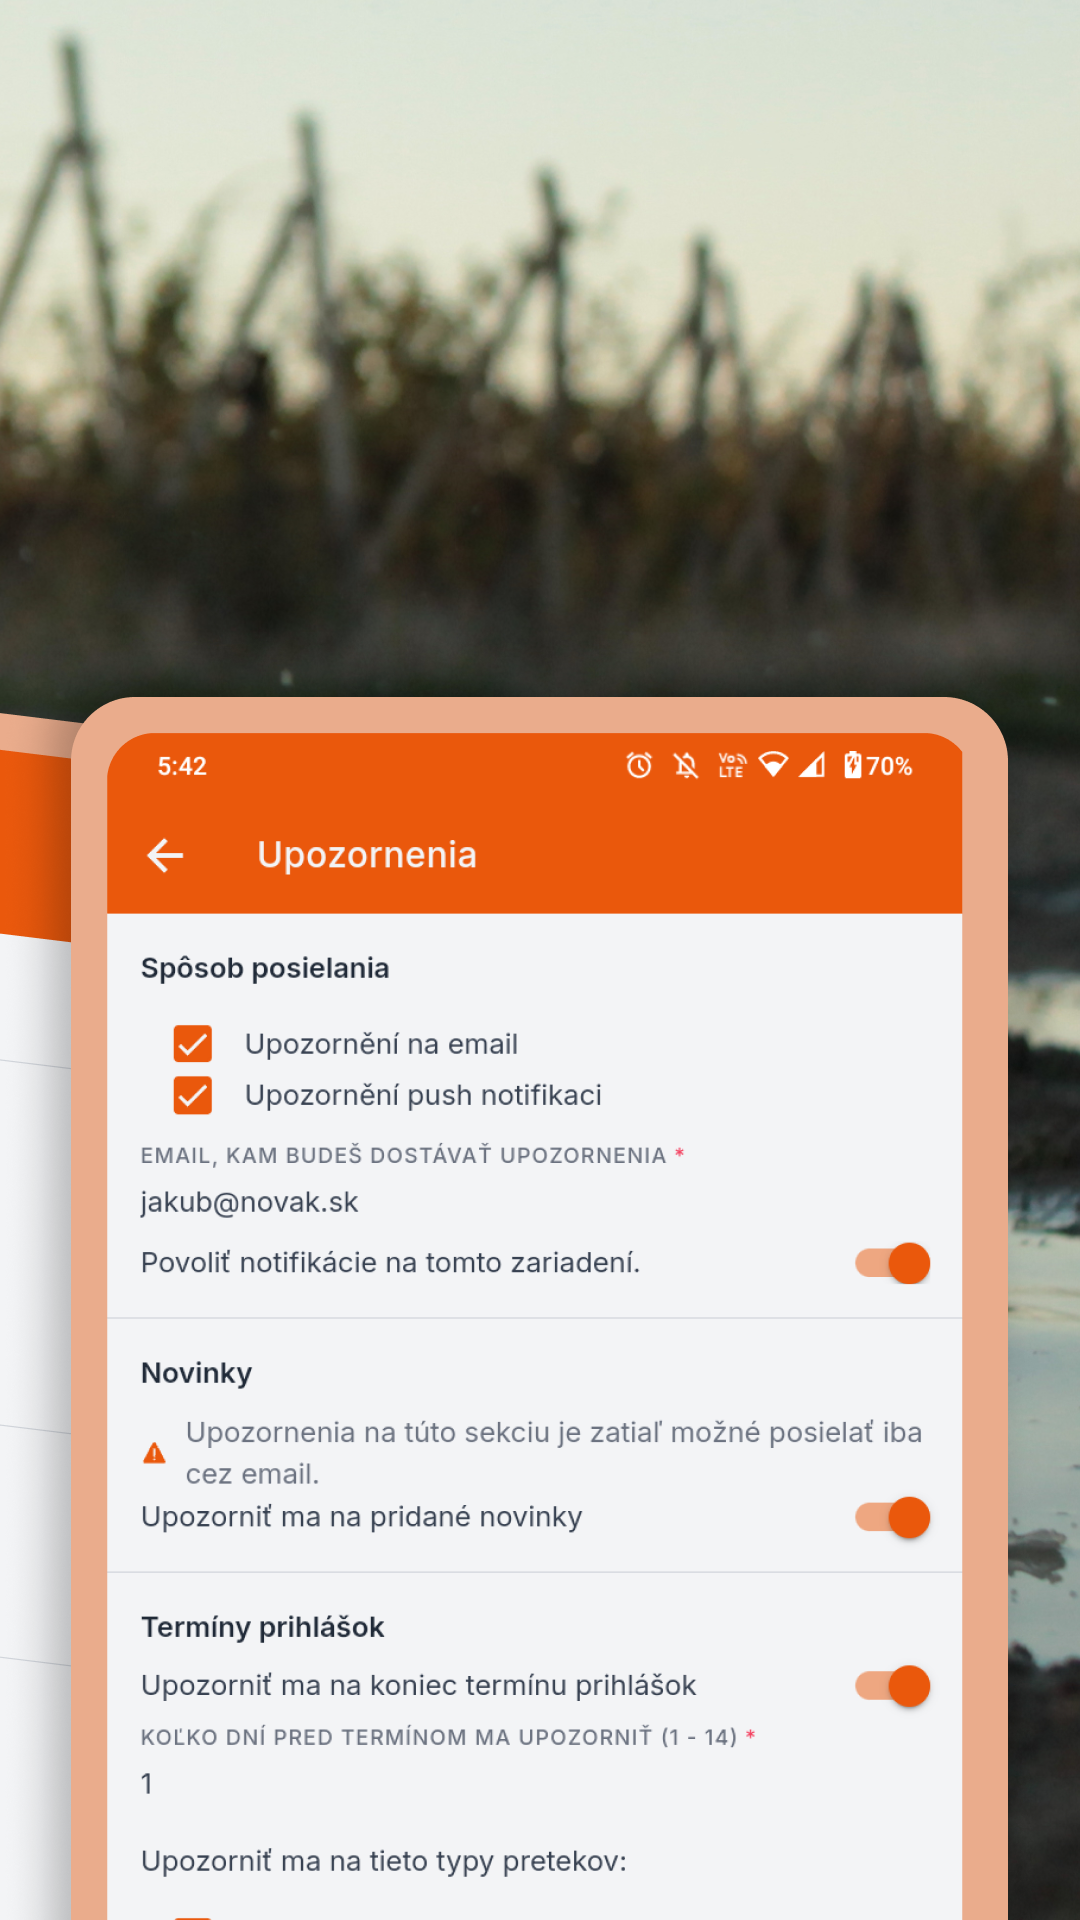 5:42
Vo LTE
70%
Upozornenia
Spôsob posielania
Upozornění na email
Upozornění push notifikaci
EMAIL, KAM BUDEŠ DOSTÁVAŤ UPOZORNENIA *
jakub@novak.sk
Povoliť notifikácie na tomto zariadení.
Novinky
Upozornenia na túto sekciu je zatiaľ možné posielať iba
cez email.
Upozorniť ma na pridané novinky
Termíny prihlášok
Upozorniť ma na koniec termínu prihlášok
KOĽKO DNÍ PRED TERMÍNOM MA UPOZORNIŤ (1 - 14) *
1
Upozorniť ma na tieto typy pretekov: